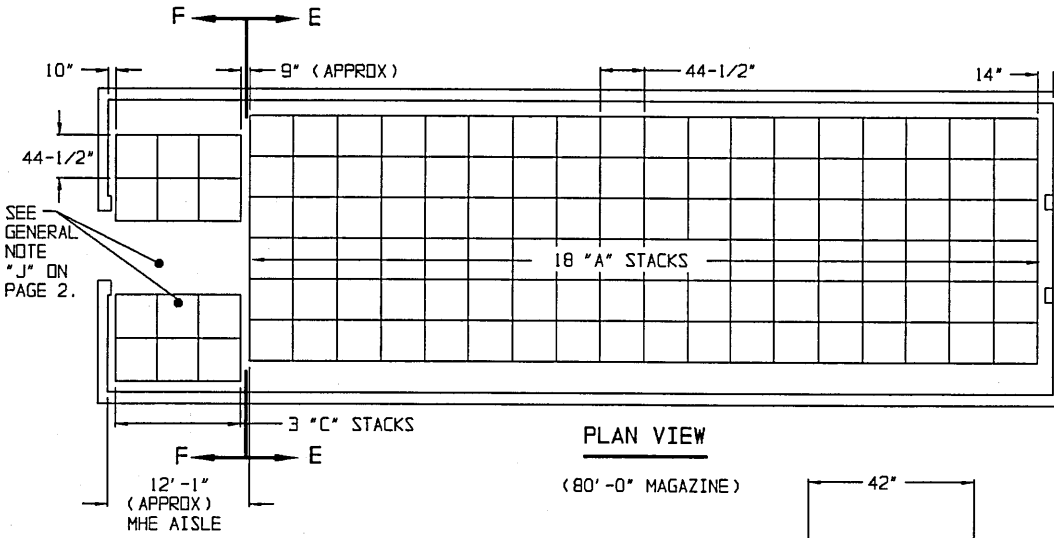 F E
10"
9" (APPROX)
44-1/2"
14"
44-1/2"
SEE
GENERAL
NOTE
"J" ON
PAGE 2.
18 "A" STACKS
3 "C" STACKS
F E
PLAN VIEW
(80'-0" MAGAZINE)
12'-1"
(APPROX)
MHE AISLE
42"